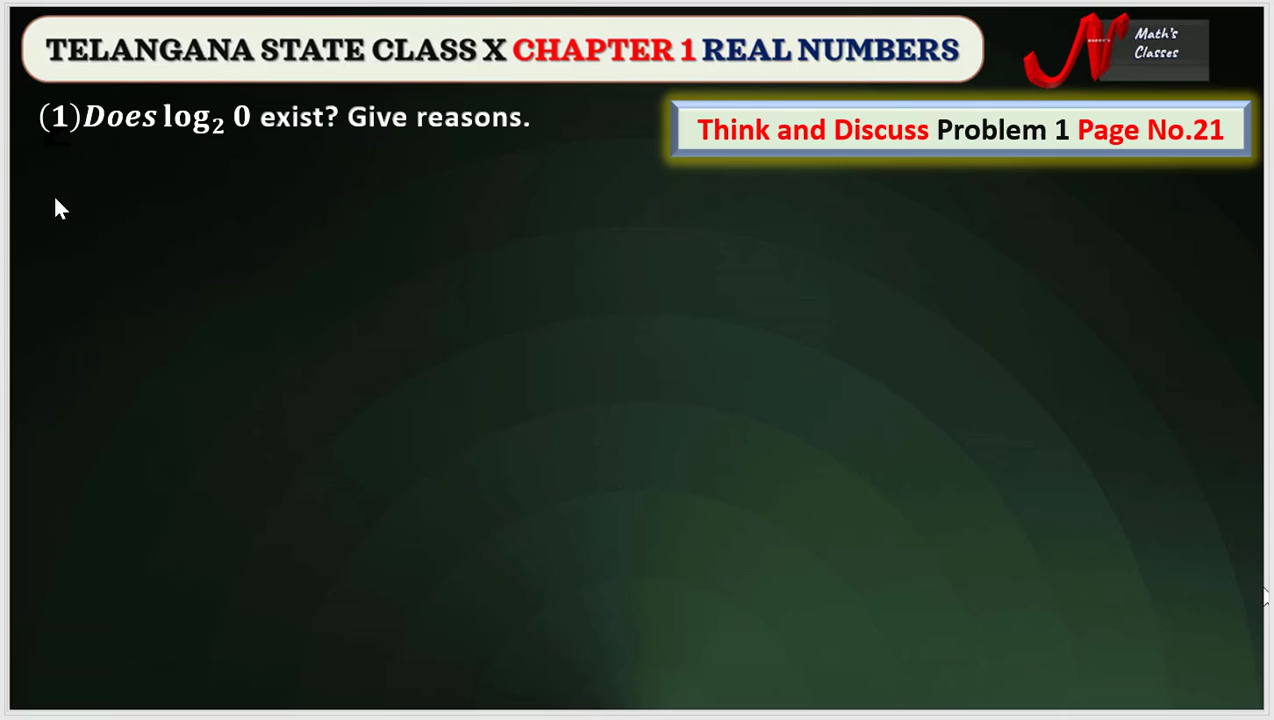 TELANGANA STATE CLASS X CHAPTER 1 REAL NUMBERS
Math's
Classes
(1)Does log₂ 0 exist? Give reasons.
Think and Discuss Problem 1 Page No.21